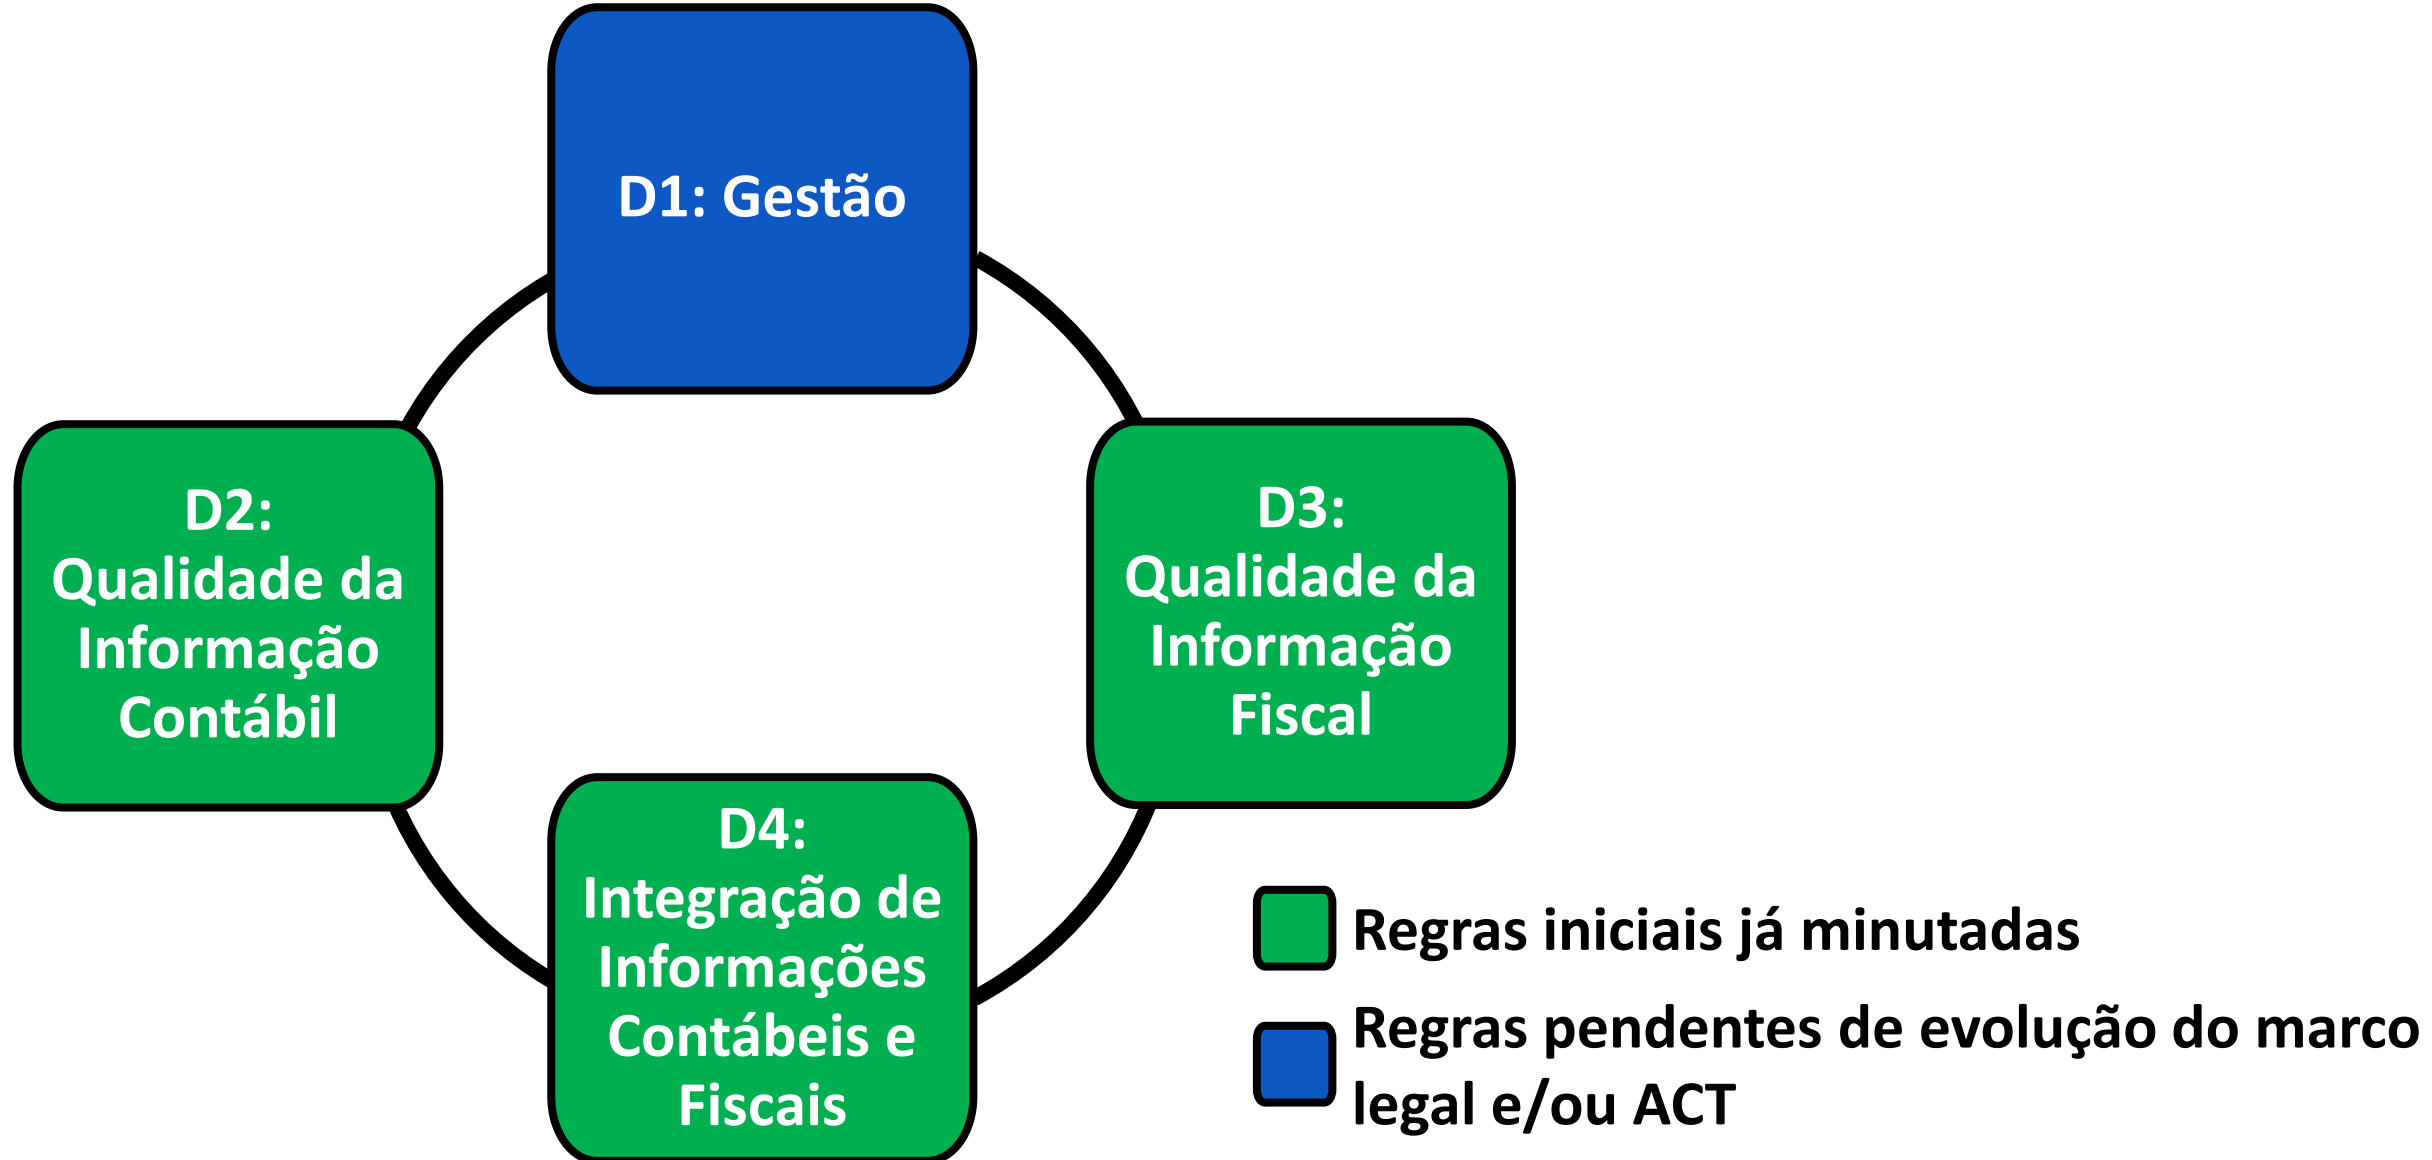 D1: Gestão
D2:
Qualidade da
Informação
Contábil
D3:
Qualidade da
Informação
Fiscal
D4:
Integração de
Informações
Contábeis e
Fiscais
Regras iniciais já minutadas
Regras pendentes de evolução do marco
legal e/ou ACT